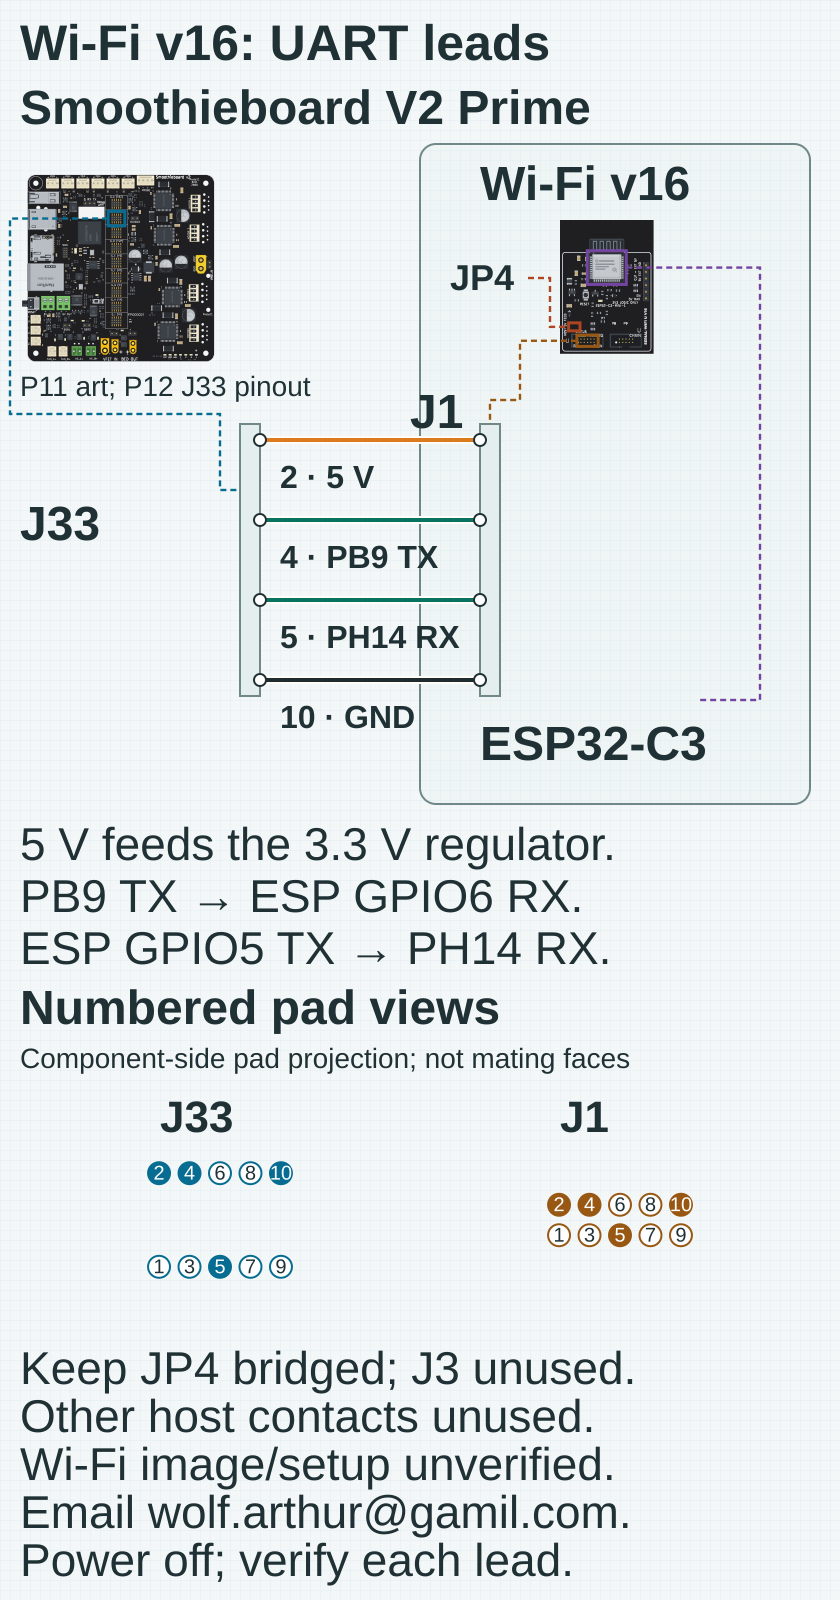 Wi-Fi v16: UART leads
Smoothieboard V2 Prime
Wi-Fi v16
JP4
P11 art; P12 J33 pinout
J1
2 · 5 V
J33
4 · PB9 TX
5 · PH14 RX
10 · GND
ESP32-C3
5 V feeds the 3.3 V regulator.
PB9 TX → ESP GPIO6 RX.
ESP GPIO5 TX → PH14 RX.
Numbered pad views
Component-side pad projection; not mating faces
J33
J1
2 4 6 8 10
1 3 5 7 9
2 4 6 8 10
1 3 5 7 9
Keep JP4 bridged; J3 unused.
Other host contacts unused.
Wi-Fi image/setup unverified.
Email wolf.arthur@gamil.com.
Power off; verify each lead.